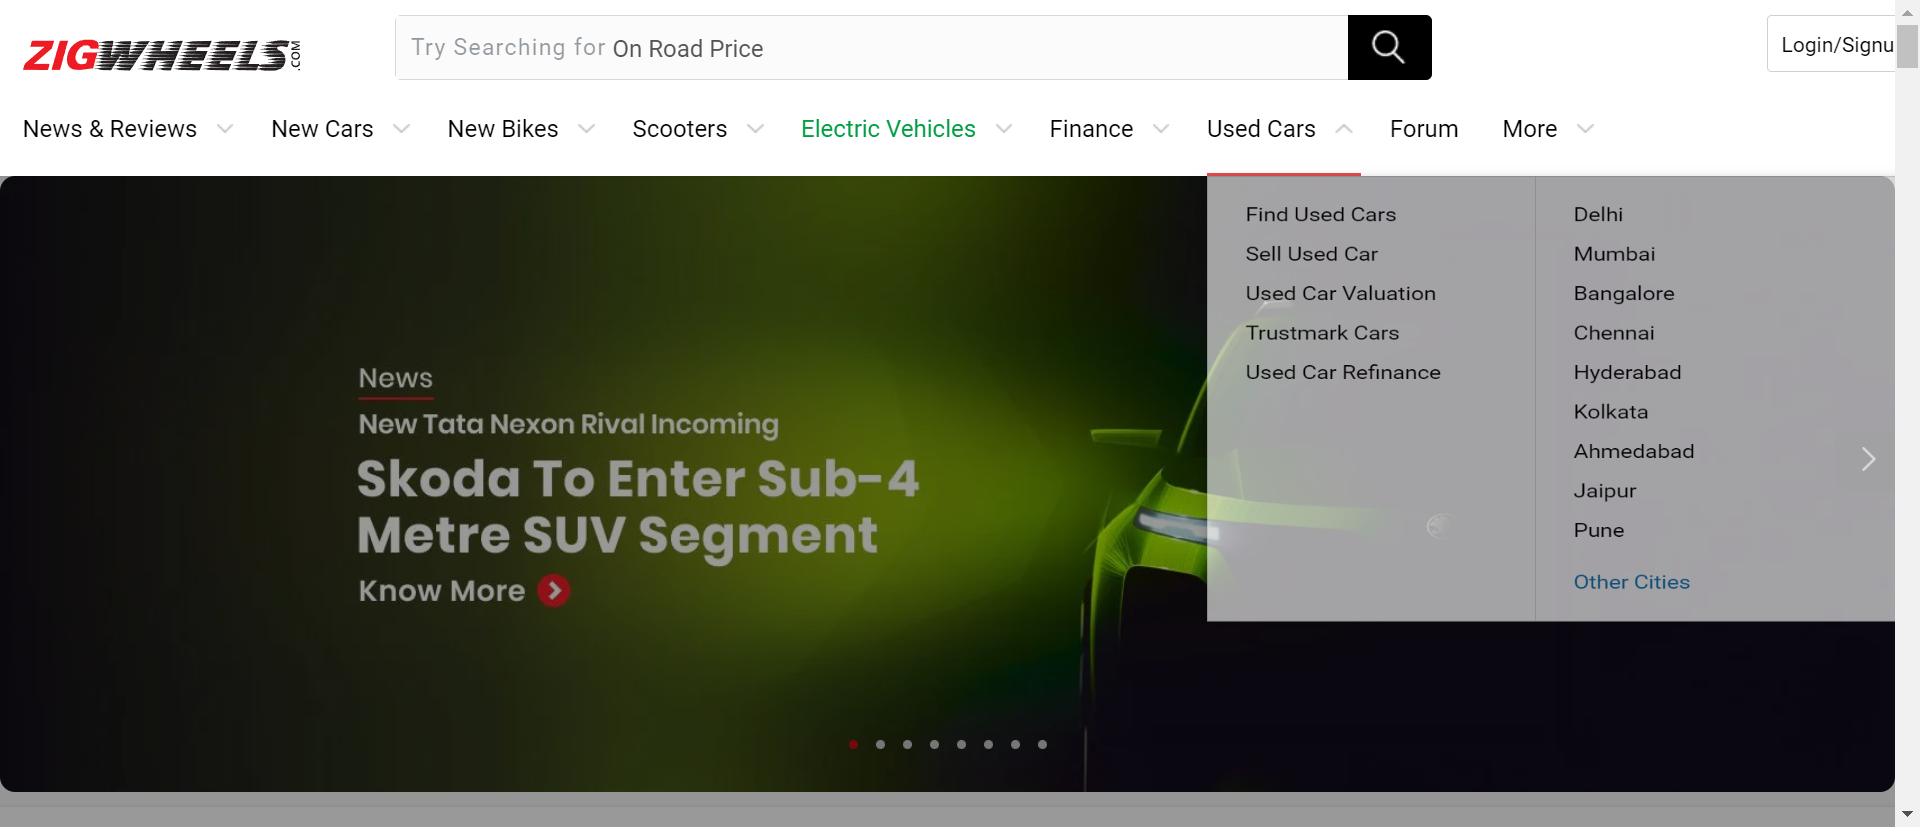 ZIGWHEELS.COM
Try Searching for On Road Price
Login/Signu
News & Reviews
New Cars
New Bikes
Scooters
Electric Vehicles
Finance
Used Cars
Forum
More
Find Used Cars
Sell Used Car
Used Car Valuation
Trustmark Cars
Used Car Refinance
Delhi
Mumbai
Bangalore
Chennai
Hyderabad
Kolkata
Ahmedabad
Jaipur
Pune
Other Cities
News
New Tata Nexon Rival Incoming
Skoda To Enter Sub-4
Metre SUV Segment
Know More